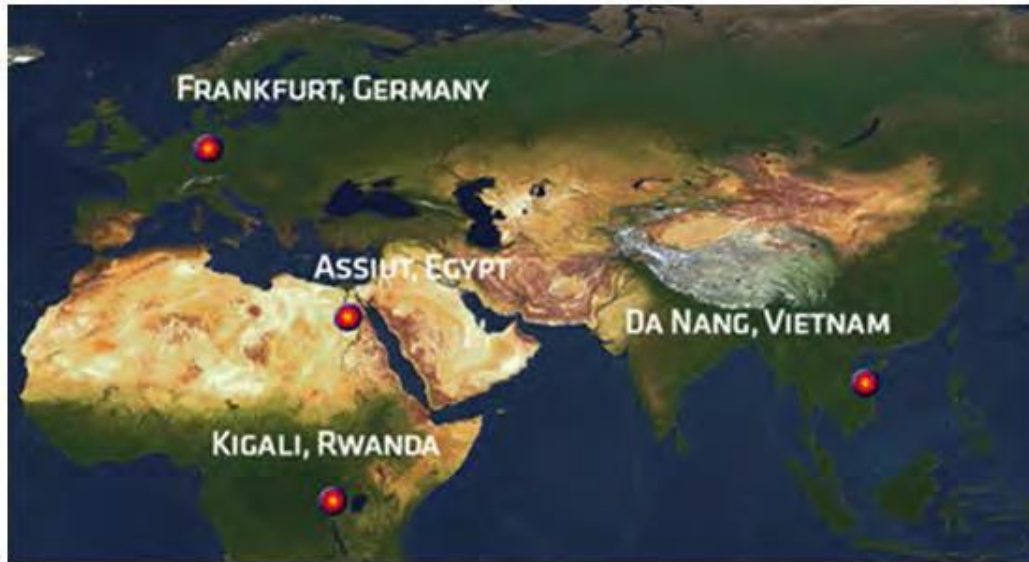 FRANKFURT, GERMANY
ASSIUT, EGYPT
DA NANG, VIETNAM
KIGALI, RWANDA